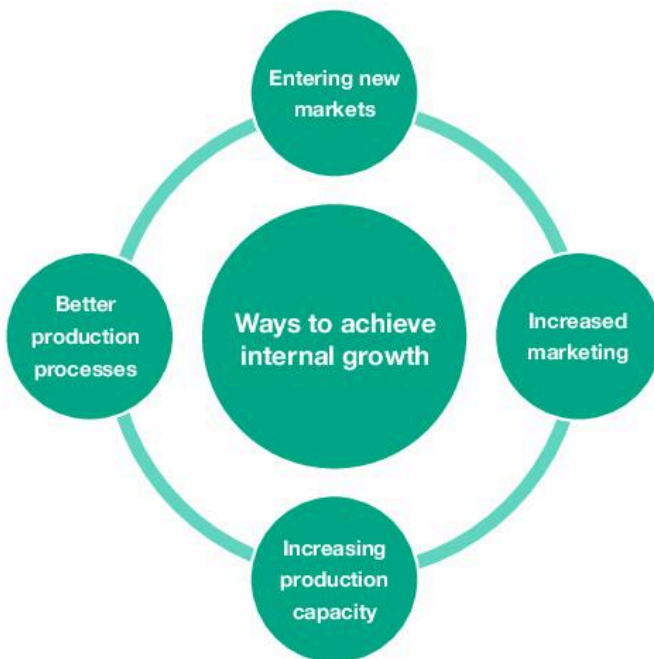 Entering new
markets
Better
production
processes
Ways to achieve
internal growth
Increased
marketing
Increasing
production
capacity